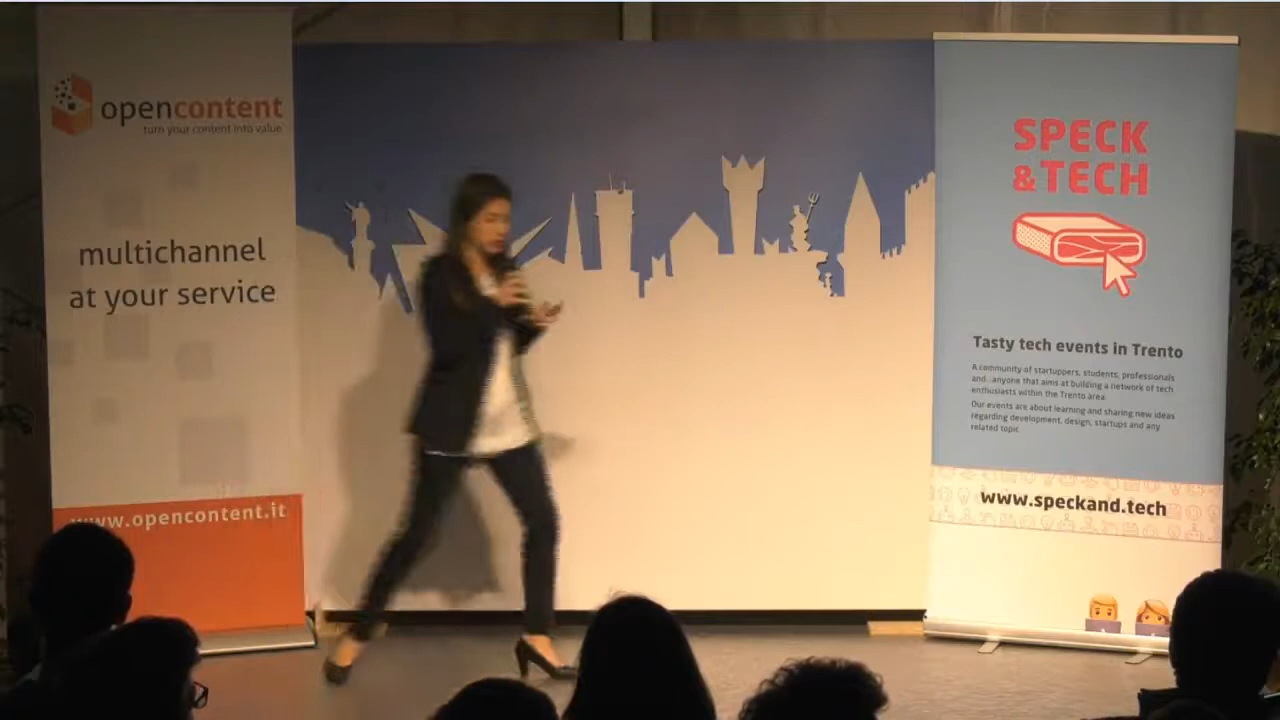 opencontent
turn your content into value
multichannel
at your service
www.opencontent.it
SPECK
&TECH
Tasty tech events in Trento
A community of startuppers, students, professionals
and...anyone that aims at building a network of tech
enthusiasts within the Trento area.
Our events are about learning and sharing new ideas
regarding development, design, startups and any
related topic.
www.speckand.tech